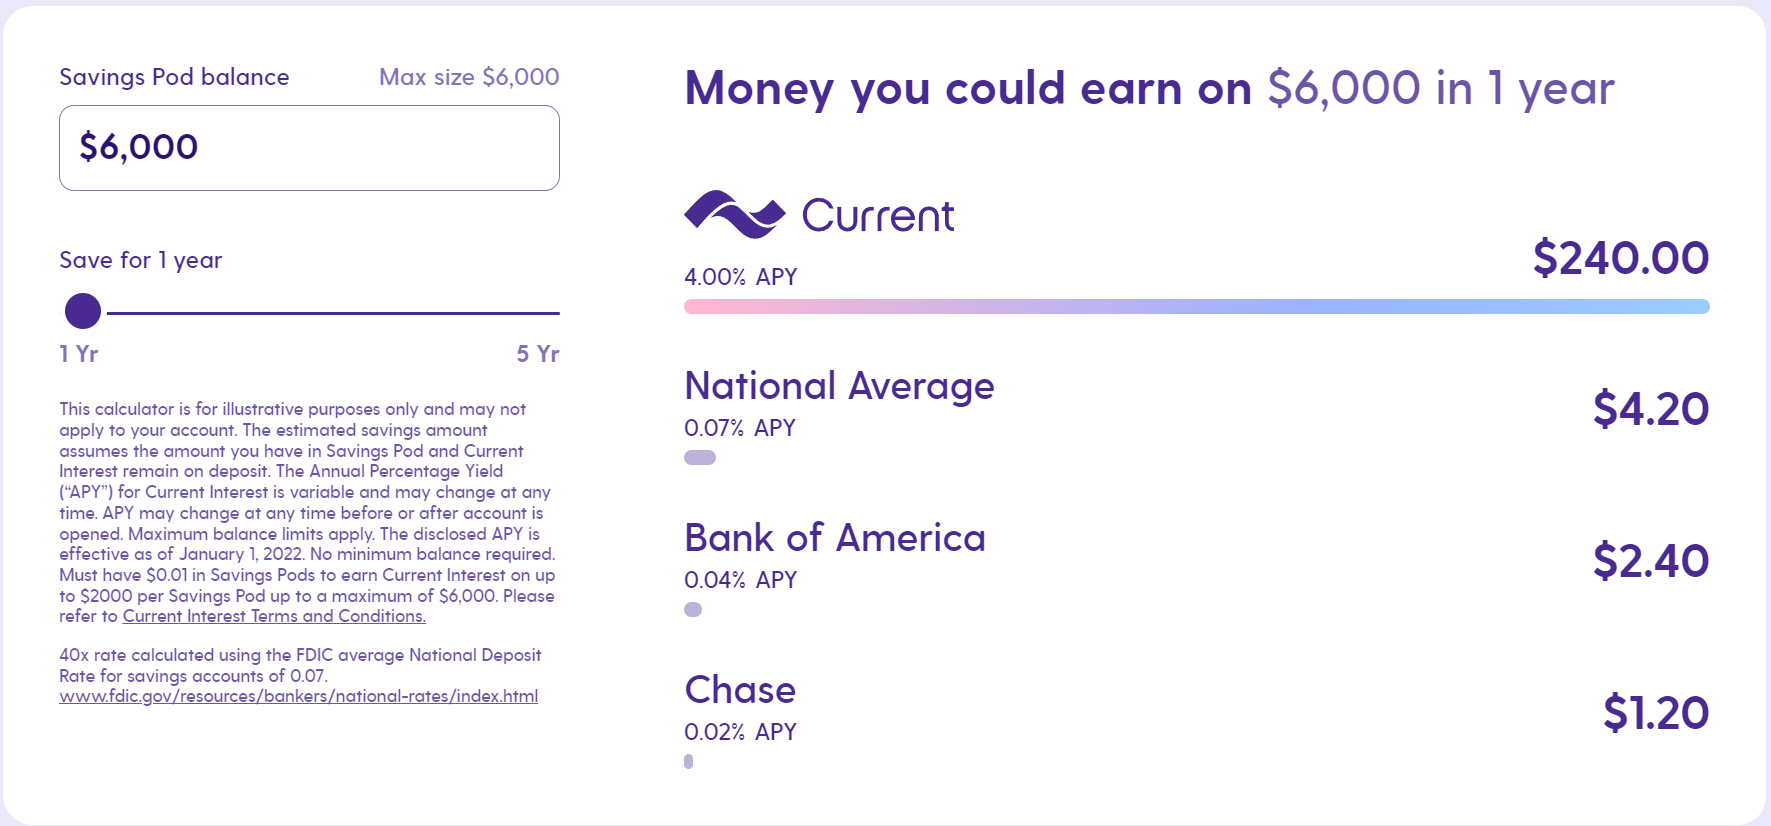 Savings Pod balance
Max size $6,000
$6,000
Save for 1 year
1 Yr
5 Yr
This calculator is for illustrative purposes only and may not
apply to your account. The estimated savings amount
assumes the amount you have in Savings Pod and Current
Interest remain on deposit. The Annual Percentage Yield
(“APY”) for Current Interest is variable and may change at any
time. APY may change at any time before or after account is
opened. Maximum balance limits apply. The disclosed APY is
effective as of January 1, 2022. No minimum balance required.
Must have $0.01 in Savings Pods to earn Current Interest on up
to $2000 per Savings Pod up to a maximum of $6,000. Please
refer to Current Interest Terms and Conditions.
40x rate calculated using the FDIC average National Deposit
Rate for savings accounts of 0.07.
www.fdic.gov/resources/bankers/national-rates/index.html
Money you could earn on $6,000 in 1 year
Current
4.00% APY
$240.00
National Average
0.07% APY
$4.20
Bank of America
0.04% APY
$2.40
Chase
0.02% APY
$1.20